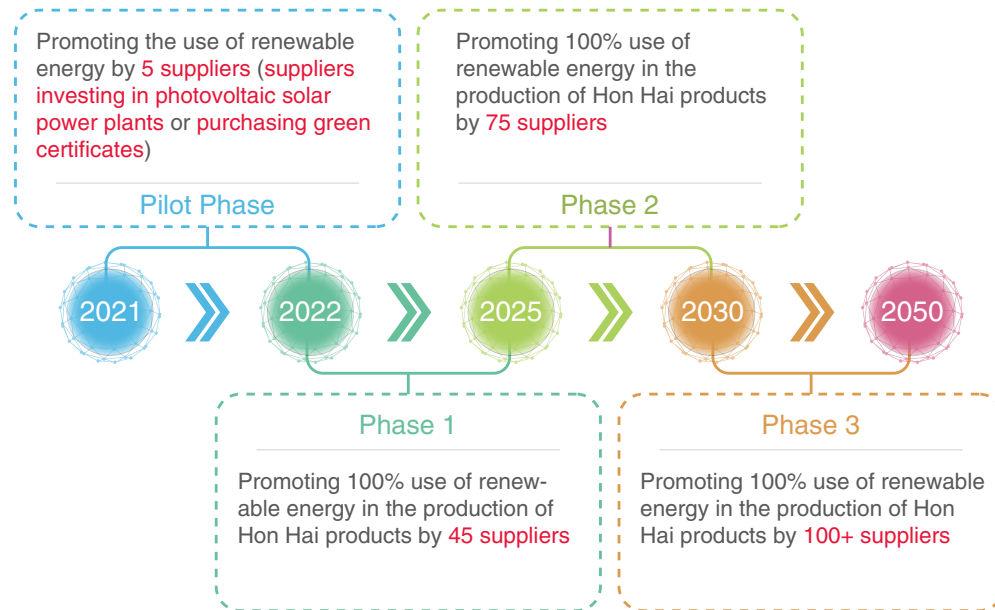 Promoting the use of renewable
energy by 5 suppliers (suppliers
investing in photovoltaic solar
power plants or purchasing green
certificates)
Pilot Phase
Promoting 100% use of
renewable energy in the
production of Hon Hai products
by 75 suppliers
Phase 2
2021
2022
2025
2030
2050
Phase 1
Promoting 100% use of renew-
able energy in the production of
Hon Hai products by 45 suppliers
Phase 3
Promoting 100% use of renewable
energy in the production of Hon
Hai products by 100+ suppliers